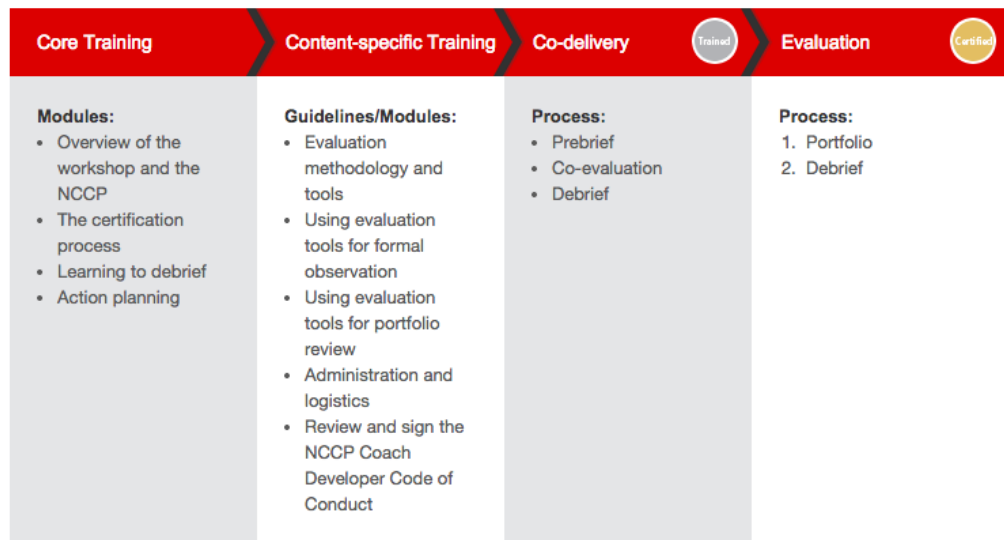 Core Training
Content-specific Training
Co-delivery
Trained
Evaluation
Certified
Modules:
• Overview of the
workshop and the
NCCP
• The certification
process
• Learning to debrief
• Action planning
Guidelines/Modules:
• Evaluation
methodology and
tools
• Using evaluation
tools for formal
observation
• Using evaluation
tools for portfolio
review
• Administration and
logistics
• Review and sign the
NCCP Coach
Developer Code of
Conduct
Process:
• Prebrief
• Co-evaluation
• Debrief
Process:
1. Portfolio
2. Debrief